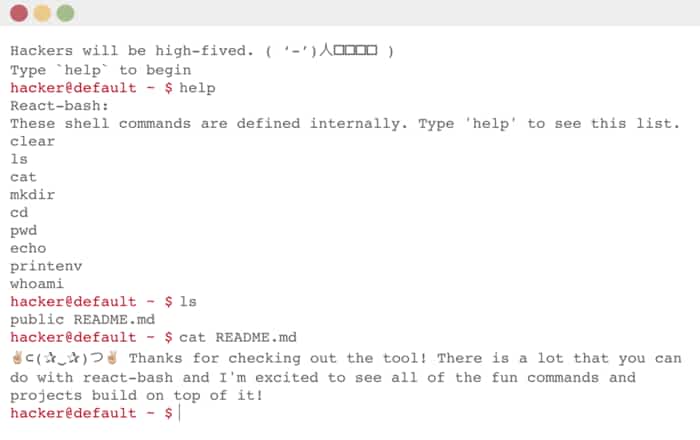 Hackers will be high-fived. ( ‘-’)人□□□□ )
Type `help` to begin
hacker@default ~ $ help
React-bash:
These shell commands are defined internally. Type 'help' to see this list.
clear
ls
cat
mkdir
cd
pwd
echo
printenv
whoami
hacker@default ~ $ ls
public README.md
hacker@default ~ $ cat README.md
✌🏼⊂(✰‿✰)つ✌🏼 Thanks for checking out the tool! There is a lot that you can
do with react-bash and I'm excited to see all of the fun commands and
projects build on top of it!
hacker@default ~ $